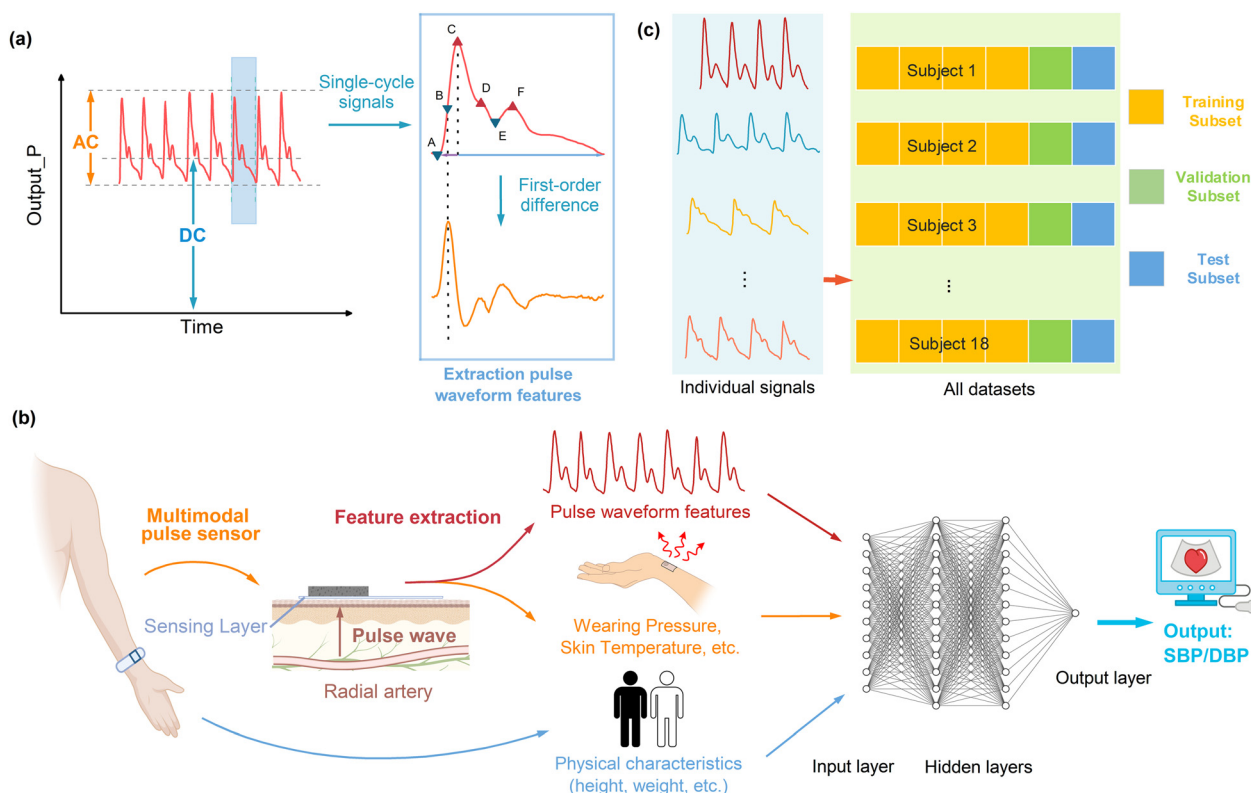 (a)
Output_P
AC
DC
Time
Single-cycle
signals
A
B
C
D
E
F
First-order
difference
Extraction pulse
waveform features
(c)
Individual signals
Subject 1
Subject 2
Subject 3
Subject 18
All datasets
Training
Subset
Validation
Subset
Test
Subset
(b)
Multimodal
pulse sensor
Sensing Layer
Pulse wave
Radial artery
Feature extraction
Pulse waveform features
Wearing Pressure,
Skin Temperature, etc.
Physical characteristics
(height, weight, etc.)
Input layer
Hidden layers
Output layer
Output:
SBP/DBP